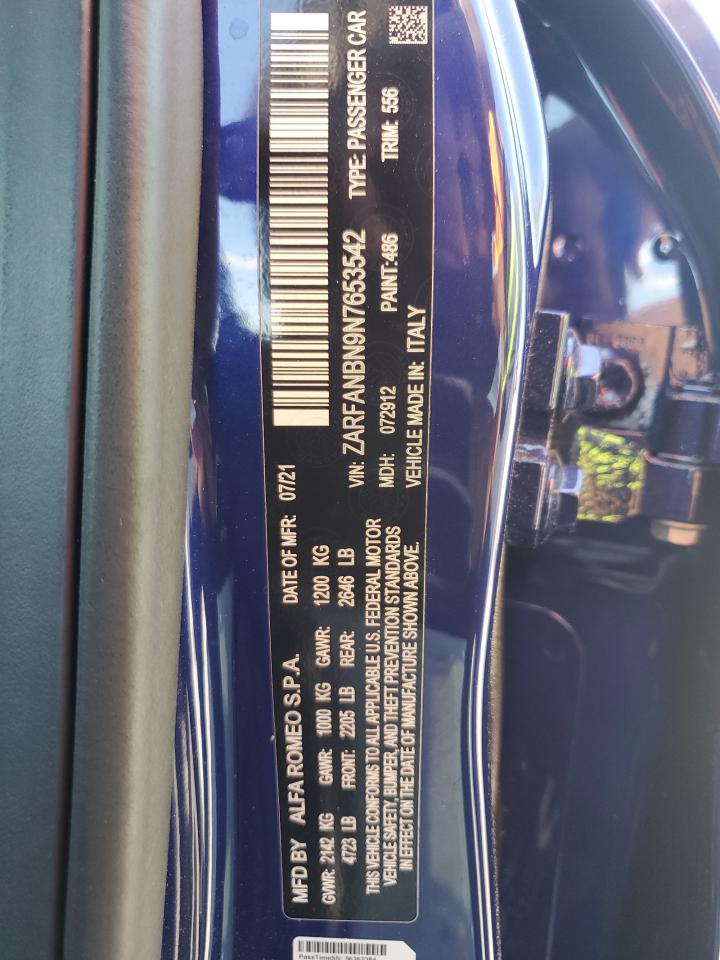 MFD BY ALFA ROMEO S.P.A. DATE OF MFR: 07/21
GVWR: 2142 KG GAWR: 1000 KG GAWR: 1200 KG
4723 LB FRONT: 2205 LB REAR: 2646 LB
THIS VEHICLE CONFORMS TO ALL APPLICABLE U.S. FEDERAL MOTOR
VEHICLE SAFETY, BUMPER, AND THEFT PREVENTION STANDARDS
IN EFFECT ON THE DATE OF MANUFACTURE SHOWN ABOVE.
VIN: ZARFANBN9N7653542 TYPE: PASSENGER CAR
MDH: 072912 PAINT:486 TRIM: 556
VEHICLE MADE IN: ITALY